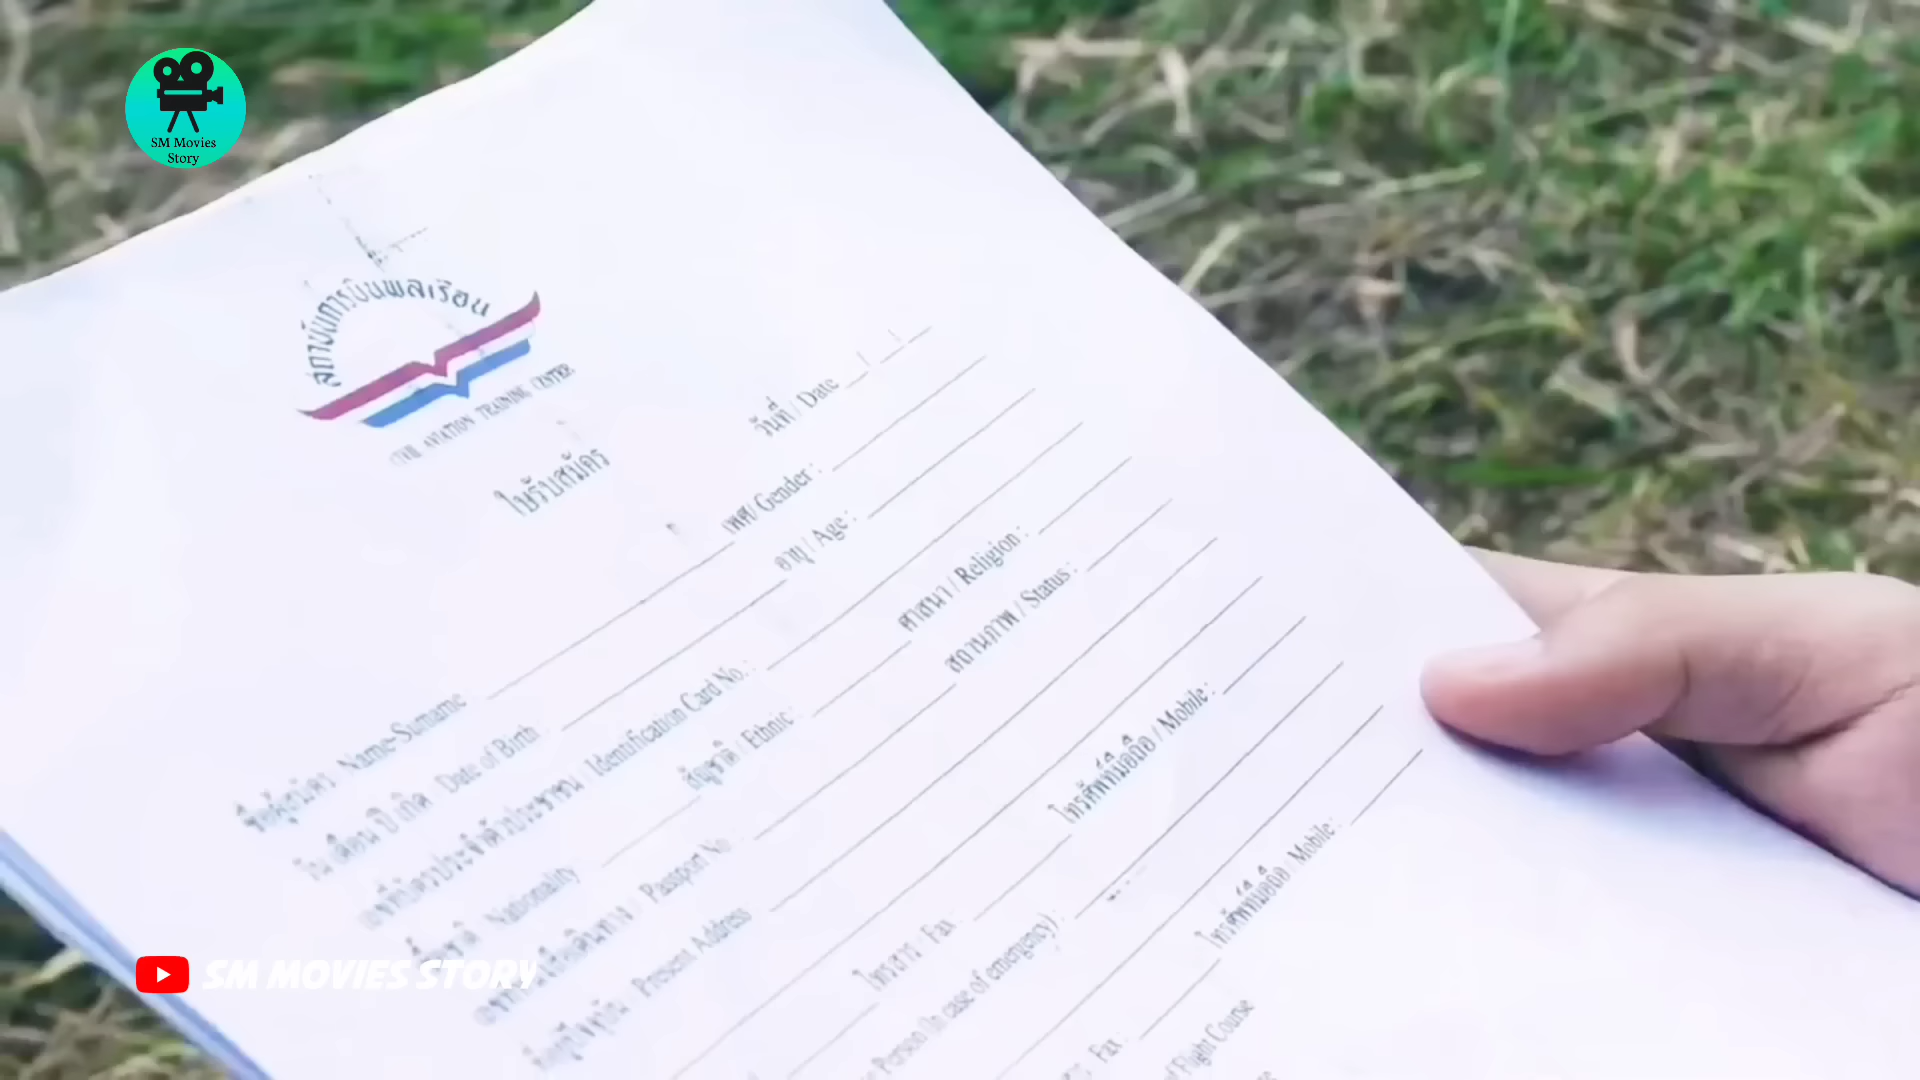 SM Movies
Story
สถาบันการบินพลเรือน
CIVIL AVIATION TRAINING CENTER
ใบรับสมัคร
วันที่ / Date __/__/__
ชื่อผู้สมัคร / Name-Surname
เพศ/ Gender :
วัน เดือน ปี เกิด / Date of Birth :
อายุ / Age :
เลขที่บัตรประจำตัวประชาชน / Identification Card No. :
เชื้อชาติ / Nationality
สัญชาติ / Ethnic :
ศาสนา / Religion :
Passport No.
สถานภาพ / Status :
ที่อยู่ปัจจุบัน / Present Address
โทรสาร / Fax :
โทรศัพท์มือถือ / Mobile :
Person (In case of emergency) :
Fax :
โทรศัพท์มือถือ / Mobile :
Flight Course
SM MOVIES STORY